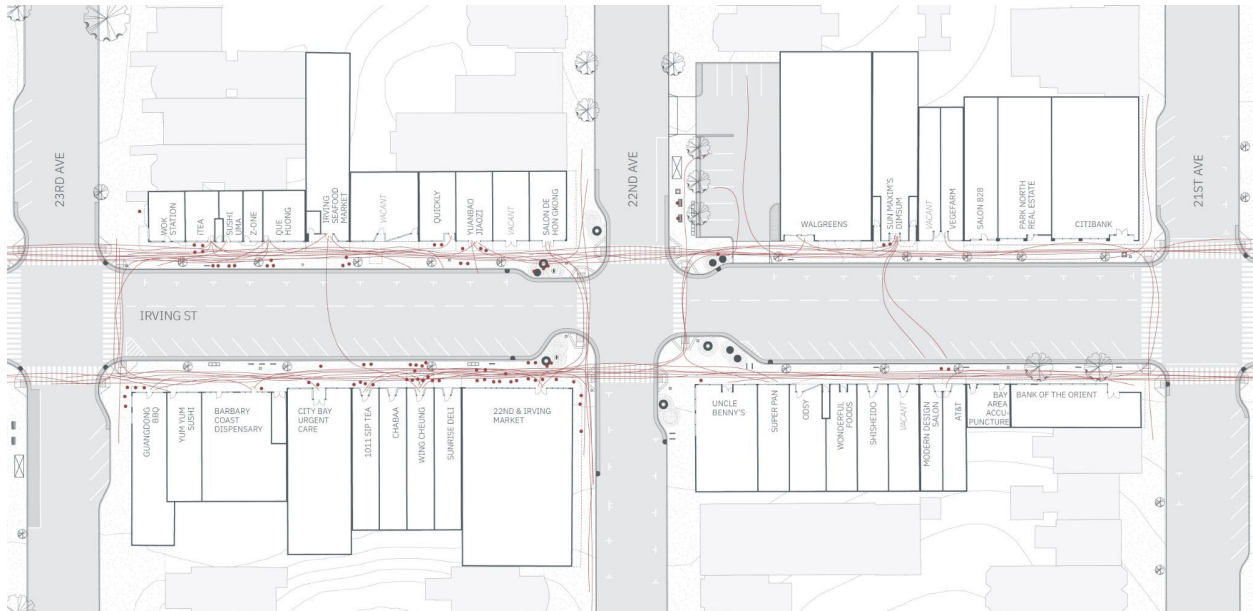 23RD AVE
WOK
STATION
iTEA
SUSHI
UMA
Z-ONE
QUE
HUONG
IRVING
SEAFOOD
MARKET
VACANT
QUICKLY
YUANBAO
JIAOZI
VACANT
SALON DE
HON GKONG
22ND AVE
WALGREENS
SUN MAXIM'S
DIMSUM
VACANT
VEGEFARM
SALON 828
PARK NORTH
REAL ESTATE
CITIBANK
21ST AVE
IRVING ST
GUANGDONG
BBQ
YUM YUM
SUSHI
BARBARY
COAST
DISPENSARY
CITY BAY
URGENT
CARE
1011 SIP TEA
CHABAA
WING CHEUNG
SUNRISE DELI
22ND & IRVING
MARKET
UNCLE
BENNY'S
SUPER PAN
ODSY
WONDERFUL
FOODS
SHISHEIDO
VACANT
MODERN DESIGN
SALON
AT&T
BAY
AREA
ACCU-
PUNCTURE
BANK OF THE ORIENT